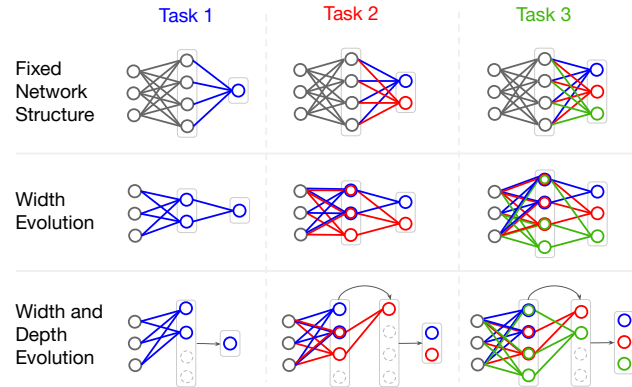 Task 1
Task 2
Task 3
Fixed
Network
Structure
Width
Evolution
Width and
Depth
Evolution